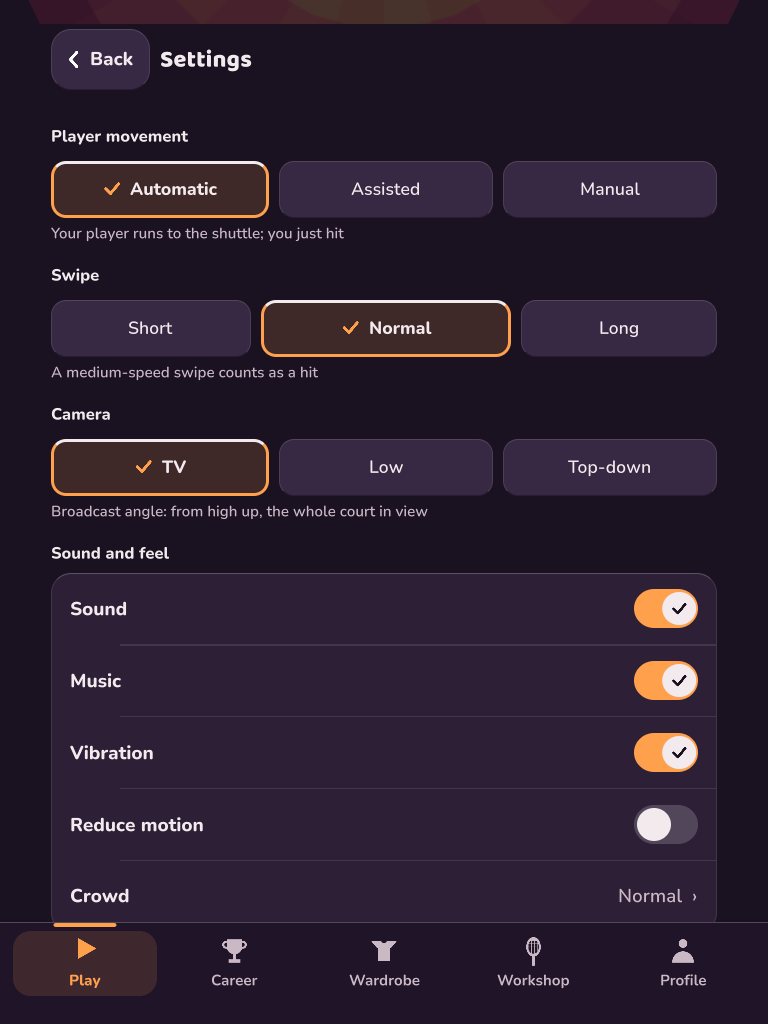 Back
Settings
Player movement
Automatic
Assisted
Manual
Your player runs to the shuttle; you just hit
Swipe
Short
Normal
Long
A medium-speed swipe counts as a hit
Camera
TV
Low
Top-down
Broadcast angle: from high up, the whole court in view
Sound and feel
Sound
Music
Vibration
Reduce motion
Crowd
Normal ›
Play
Career
Wardrobe
Workshop
Profile